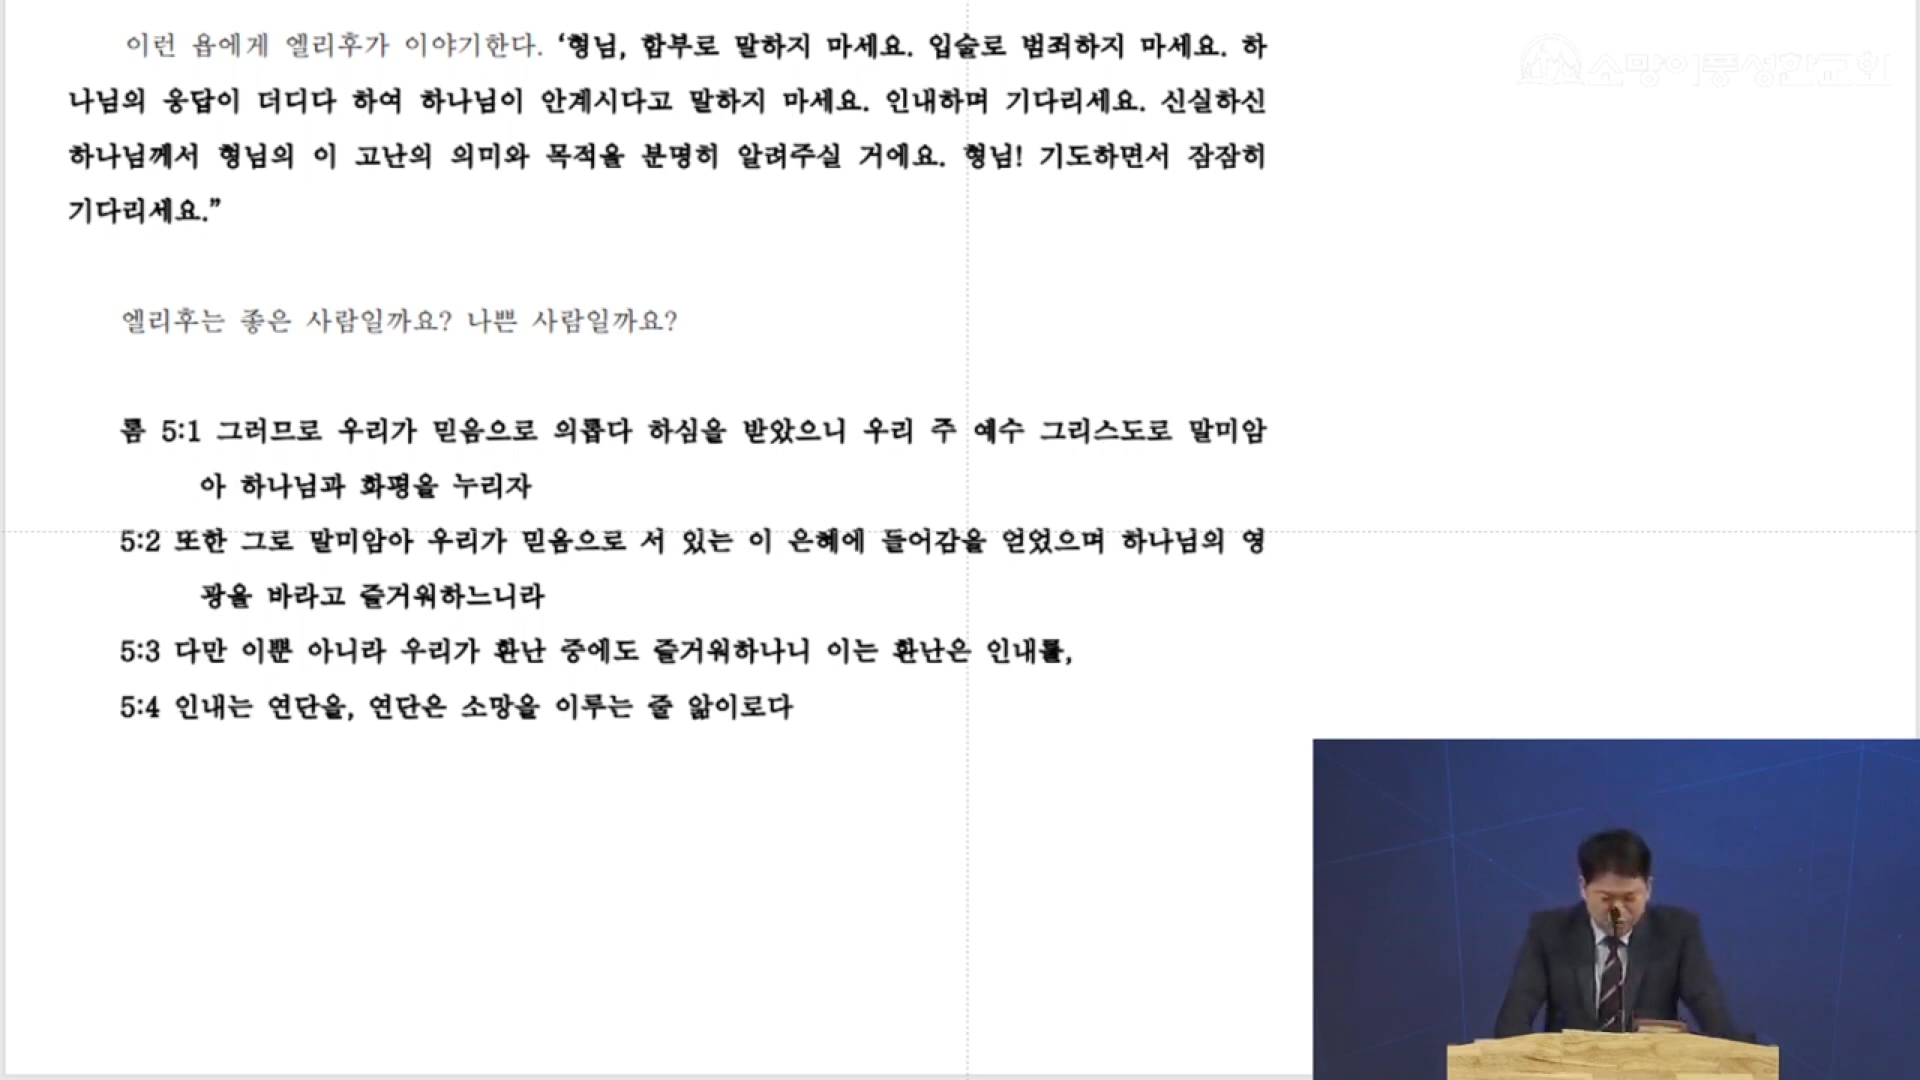 이런 욥에게 엘리후가 이야기한다. ‘형님, 함부로 말하지 마세요. 입술로 범죄하지 마세요. 하
나님의 응답이 더디다 하여 하나님이 안계시다고 말하지 마세요. 인내하며 기다리세요. 신실하신
하나님께서 형님의 이 고난의 의미와 목적을 분명히 알려주실 거에요. 형님! 기도하면서 잠잠히
기다리세요.”
엘리후는 좋은 사람일까요? 나쁜 사람일까요?
롬 5:1 그러므로 우리가 믿음으로 의롭다 하심을 받았으니 우리 주 예수 그리스도로 말미암
아 하나님과 화평을 누리자
5:2 또한 그로 말미암아 우리가 믿음으로 서 있는 이 은혜에 들어감을 얻었으며 하나님의 영
광을 바라고 즐거워하느니라
5:3 다만 이뿐 아니라 우리가 환난 중에도 즐거워하나니 이는 환난은 인내를,
5:4 인내는 연단을, 연단은 소망을 이루는 줄 앎이로다
소망이풍성한교회